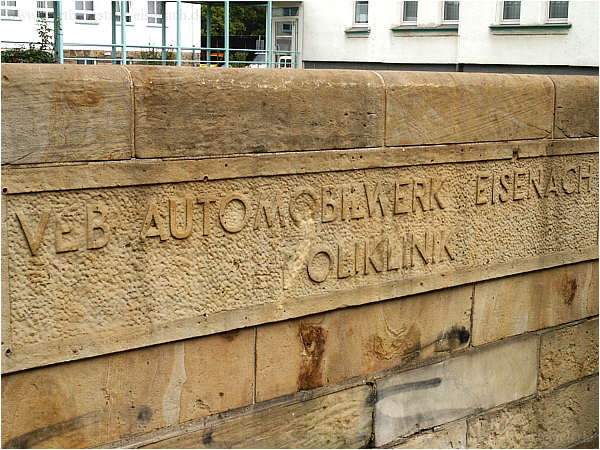 VEB AUTOMOBILWERK EISENACH
POLIKLINIK